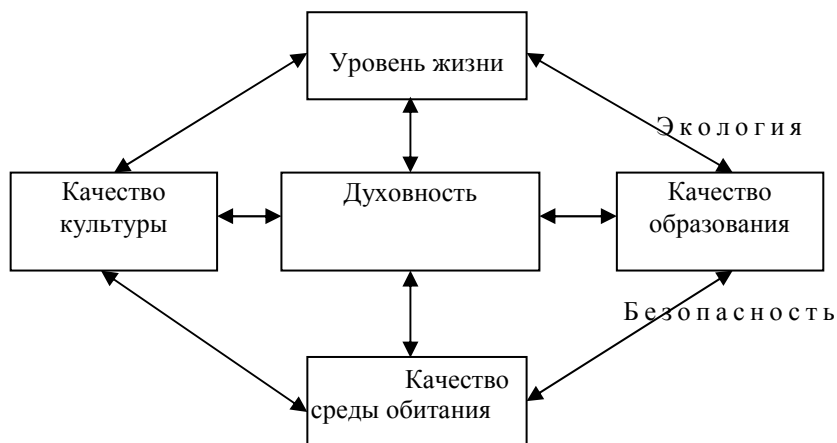 Уровень жизни
Экология
Качество
культуры
Духовность
Качество
образования
Безопасность
Качество
среды обитания